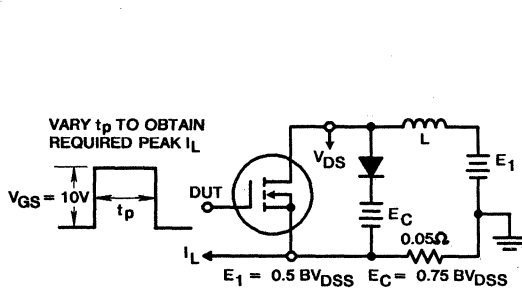 VARY tp TO OBTAIN
REQUIRED PEAK IL
VGS = 10V
tp
DUT
VDS
L
E1
EC
0.05Ω
IL
E1 = 0.5 BVDSS EC = 0.75 BVDSS